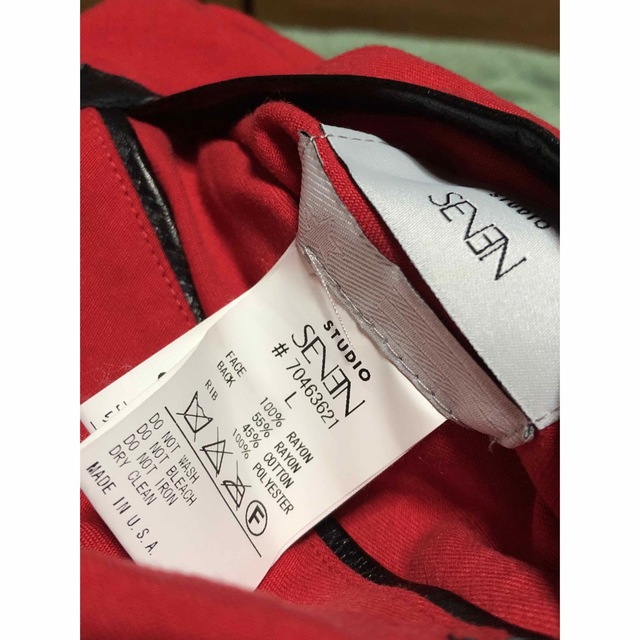 STUDIO
SEVEN
STUDIO
SEVEN
# 70463621
L
FACE 100% RAYON
BACK 55% RAYON
45% COTTON
RIB 100% POLYESTER
F
DO NOT WASH
DO NOT BLEACH
DO NOT IRON
DRY CLEAN
MADE IN U.S.A.